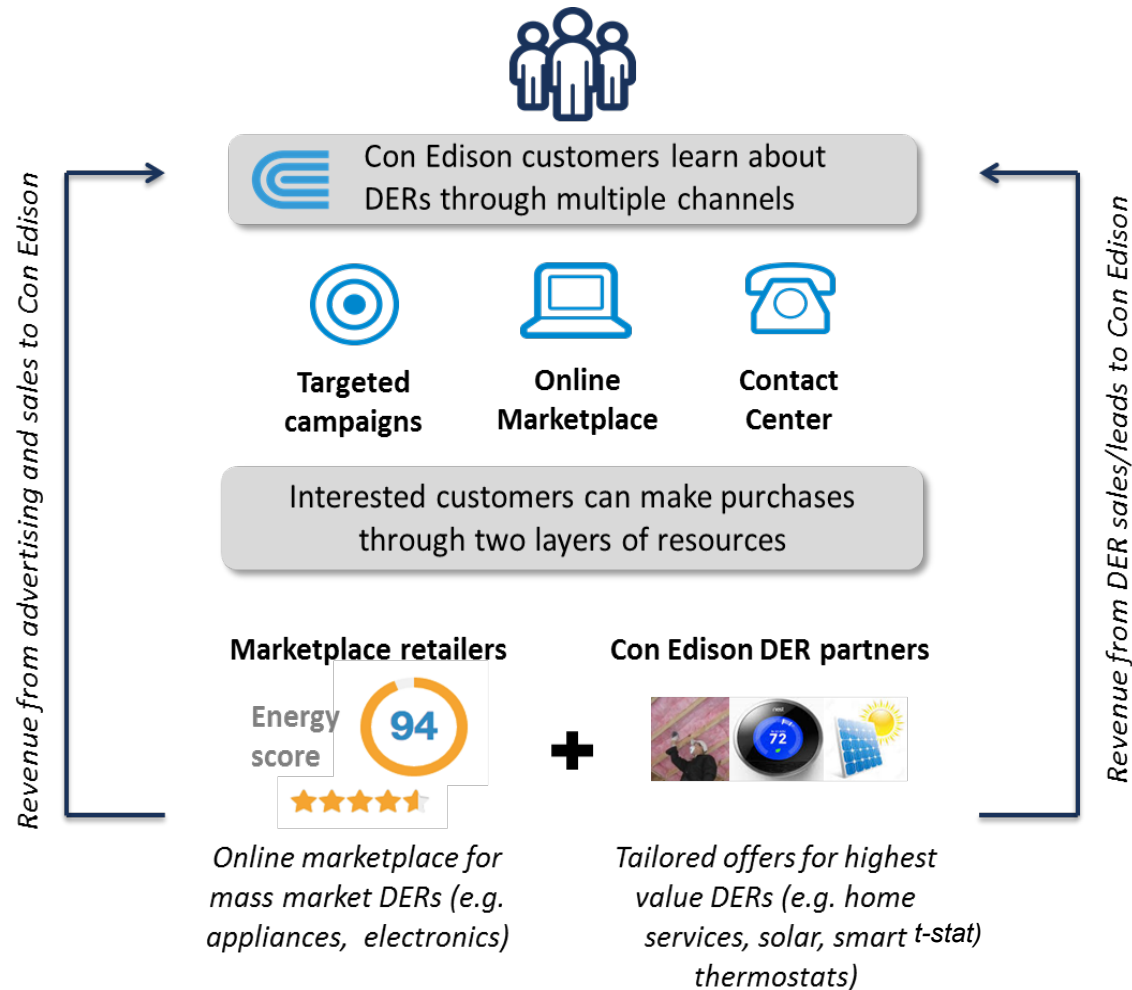 Con Edison customers learn about
DERs through multiple channels
Targeted
campaigns
Online
Marketplace
Contact
Center
Interested customers can make purchases
through two layers of resources
Marketplace retailers
Energy
score
94
Online marketplace for
mass market DERs (e.g.
appliances, electronics)
Con Edison DER partners
nest
72
Tailored offers for highest
value DERs (e.g. home
services, solar, smart t-stat)
thermostats)
Revenue from advertising and sales to Con Edison
Revenue from DER sales/leads to Con Edison